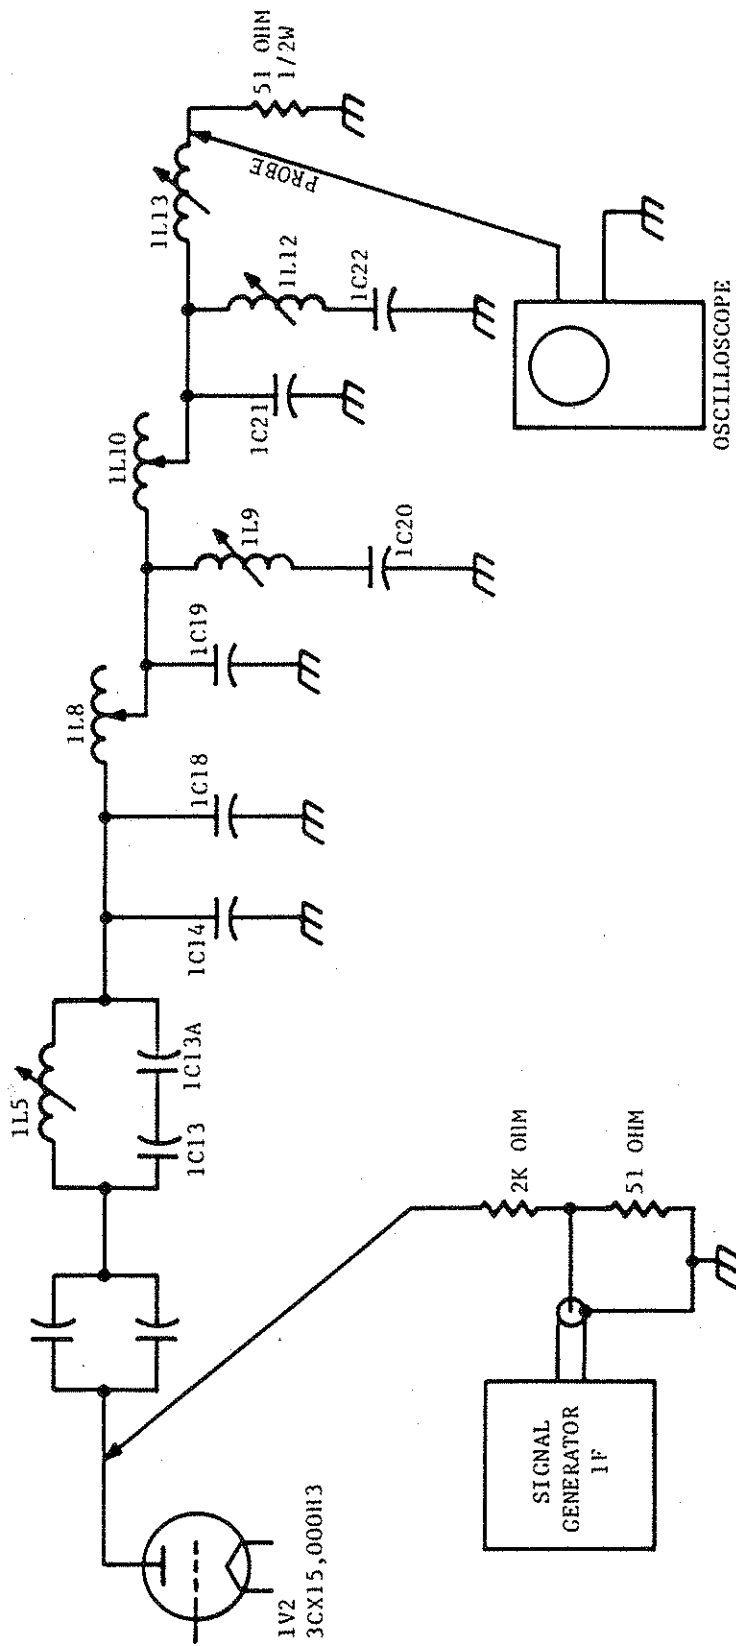 1V2
3CX15,000H3
1L5
1C13
1C13A
1C14
1C18
1L8
1C19
1L9
1C20
1L10
1C21
1L12
1C22
1L13
51 OHM
1/2W
PROBE
OSCILLOSCOPE
2K OHM
51 OHM
SIGNAL
GENERATOR
1F